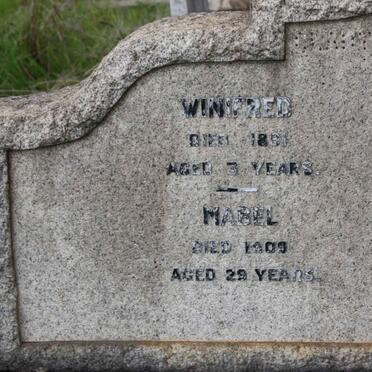 WINIFRED
DIED 1891
AGED 3 YEARS.
MABEL
DIED 1909
AGED 29 YEARS.